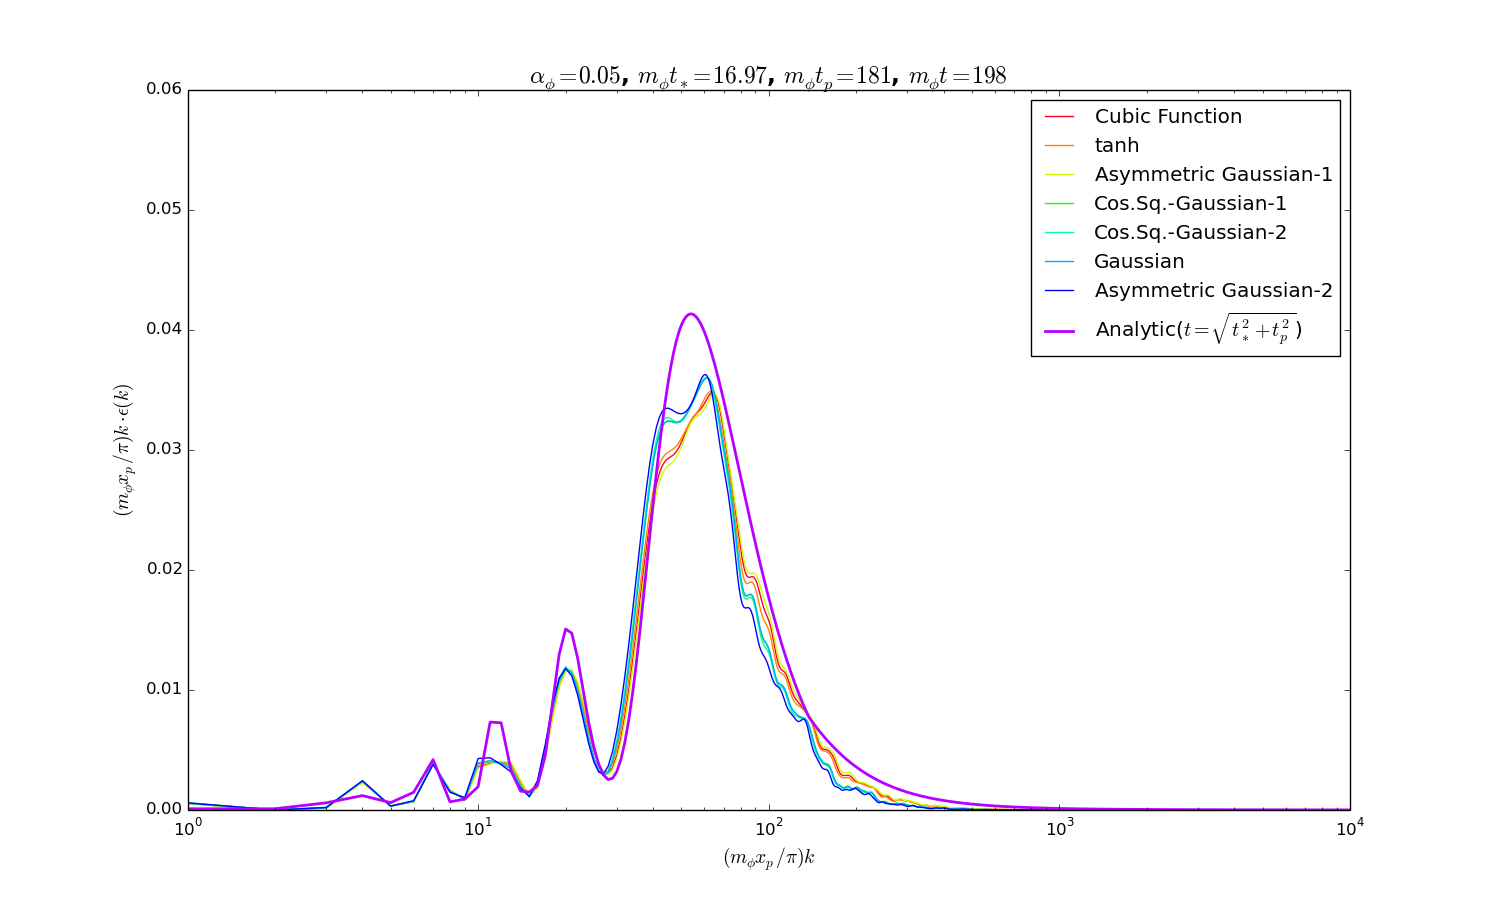 α_ϕ=0.05, m_ϕt_*=16.97, m_ϕt_p=181, m_ϕt=198
0.06
0.05
0.04
0.03
0.02
0.01
0.00
(m_ϕx_p/π)k·ϵ(k)
Cubic Function
tanh
Asymmetric Gaussian-1
Cos.Sq.-Gaussian-1
Cos.Sq.-Gaussian-2
Gaussian
Asymmetric Gaussian-2
Analytic(t=√(t_*^2+t_p^2))
10^0
10^1
10^2
10^3
10^4
(m_ϕx_p/π)k